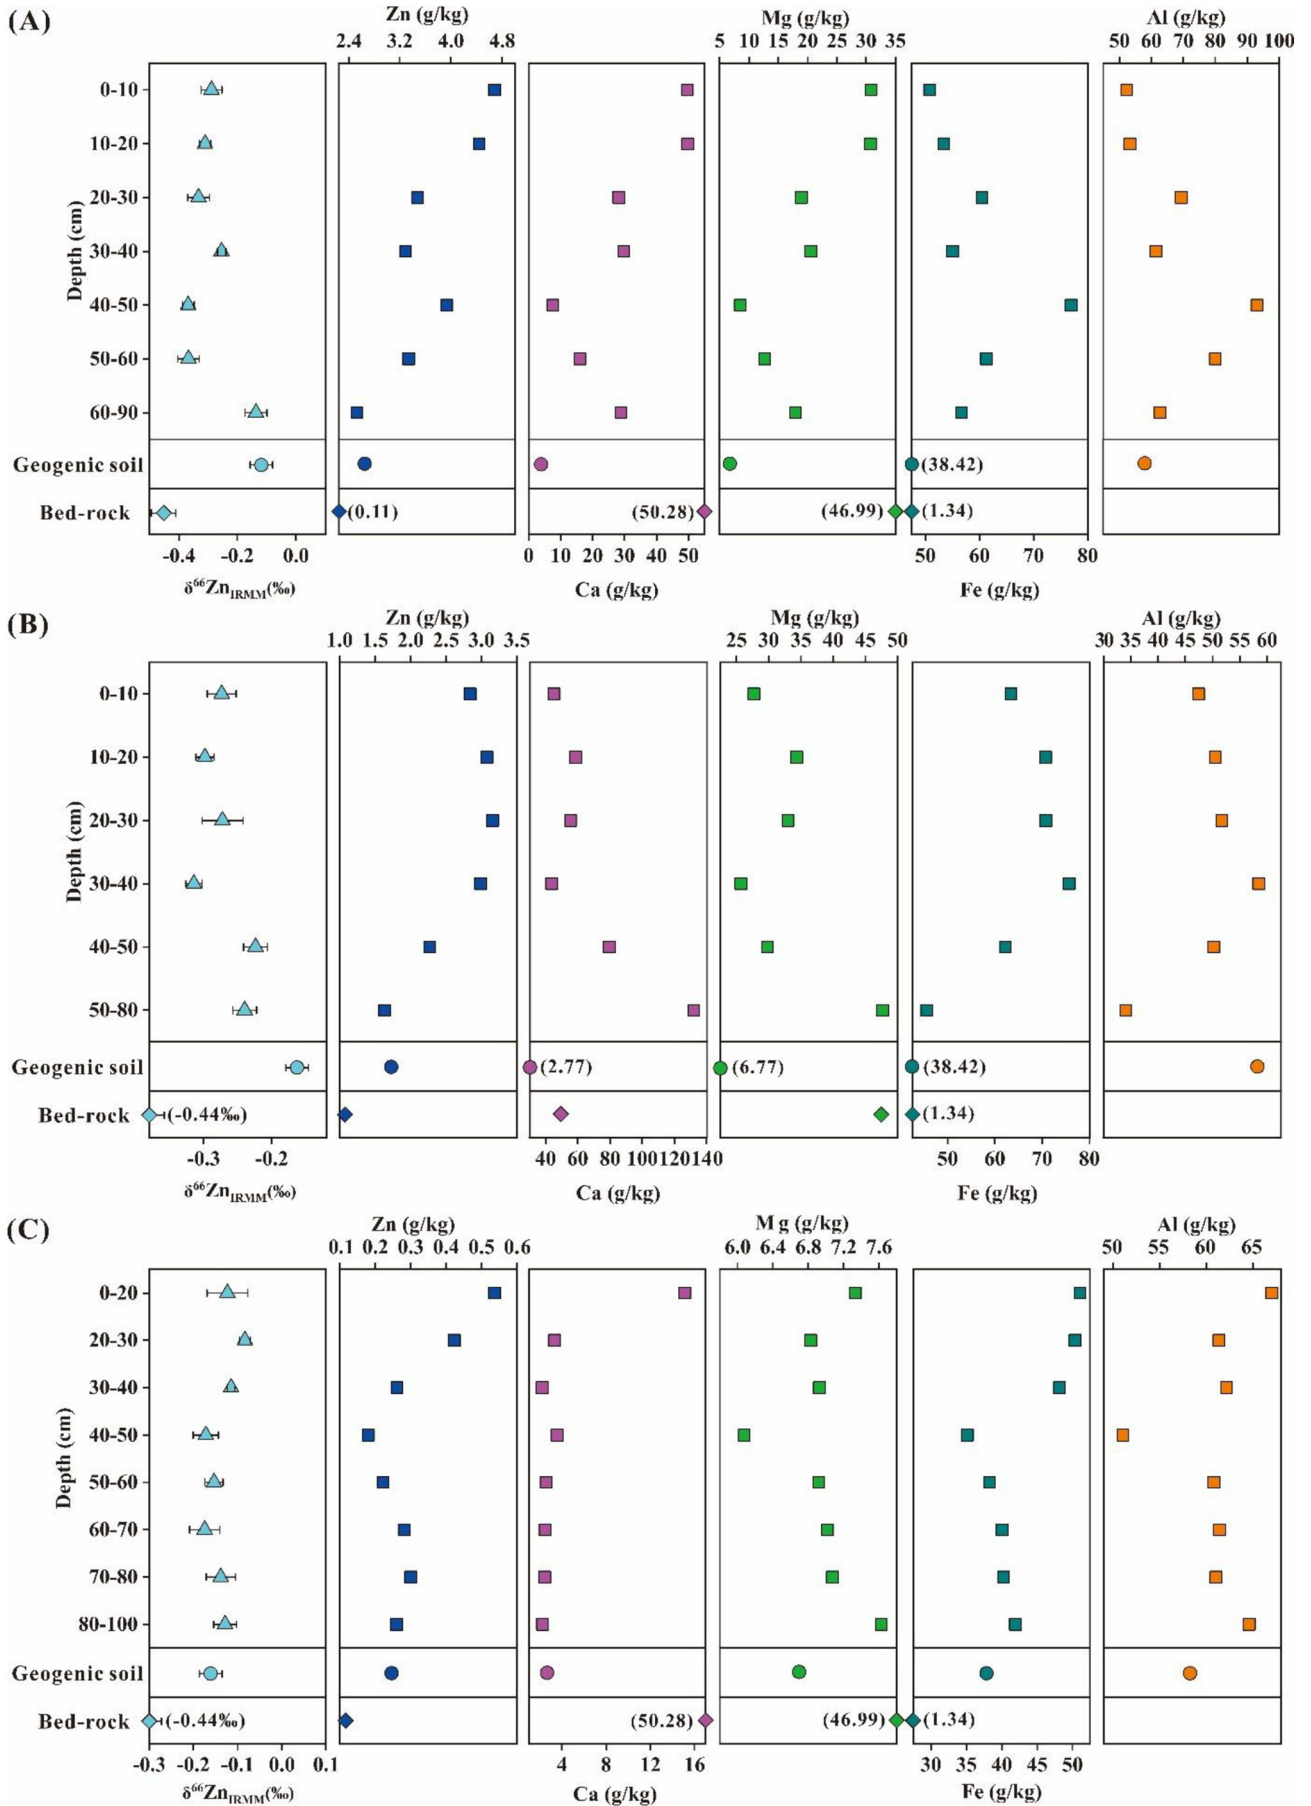 (A)
Zn (g/kg)
Mg (g/kg)
Al (g/kg)
2.4 3.2 4.0 4.8
5 10 15 20 25 30 35
50 60 70 80 90 100
Depth (cm)
0-10
10-20
20-30
30-40
40-50
50-60
60-90
Geogenic soil
(38.42)
Bed-rock
(0.11)
(50.28)
(46.99)
(1.34)
-0.4 -0.2 0.0
0 10 20 30 40 50
50 60 70 80
δ⁶⁶Zn_IRMM(‰)
Ca (g/kg)
Fe (g/kg)
(B)
Zn (g/kg)
Mg (g/kg)
Al (g/kg)
1.0 1.5 2.0 2.5 3.0 3.5
25 30 35 40 45 50
30 35 40 45 50 55 60
Depth (cm)
0-10
10-20
20-30
30-40
40-50
50-80
Geogenic soil
(2.77)
(6.77)
(38.42)
Bed-rock
(-0.44‰)
(1.34)
-0.3 -0.2
40 60 80 100 120 140
50 60 70 80
δ⁶⁶Zn_IRMM(‰)
Ca (g/kg)
Fe (g/kg)
(C)
Zn (g/kg)
Mg (g/kg)
Al (g/kg)
0.1 0.2 0.3 0.4 0.5 0.6
6.0 6.4 6.8 7.2 7.6
50 55 60 65
Depth (cm)
0-20
20-30
30-40
40-50
50-60
60-70
70-80
80-100
Geogenic soil
Bed-rock
(-0.44‰)
(50.28)
(46.99)
(1.34)
-0.3 -0.2 -0.1 0.0 0.1
4 8 12 16
30 35 40 45 50
δ⁶⁶Zn_IRMM(‰)
Ca (g/kg)
Fe (g/kg)